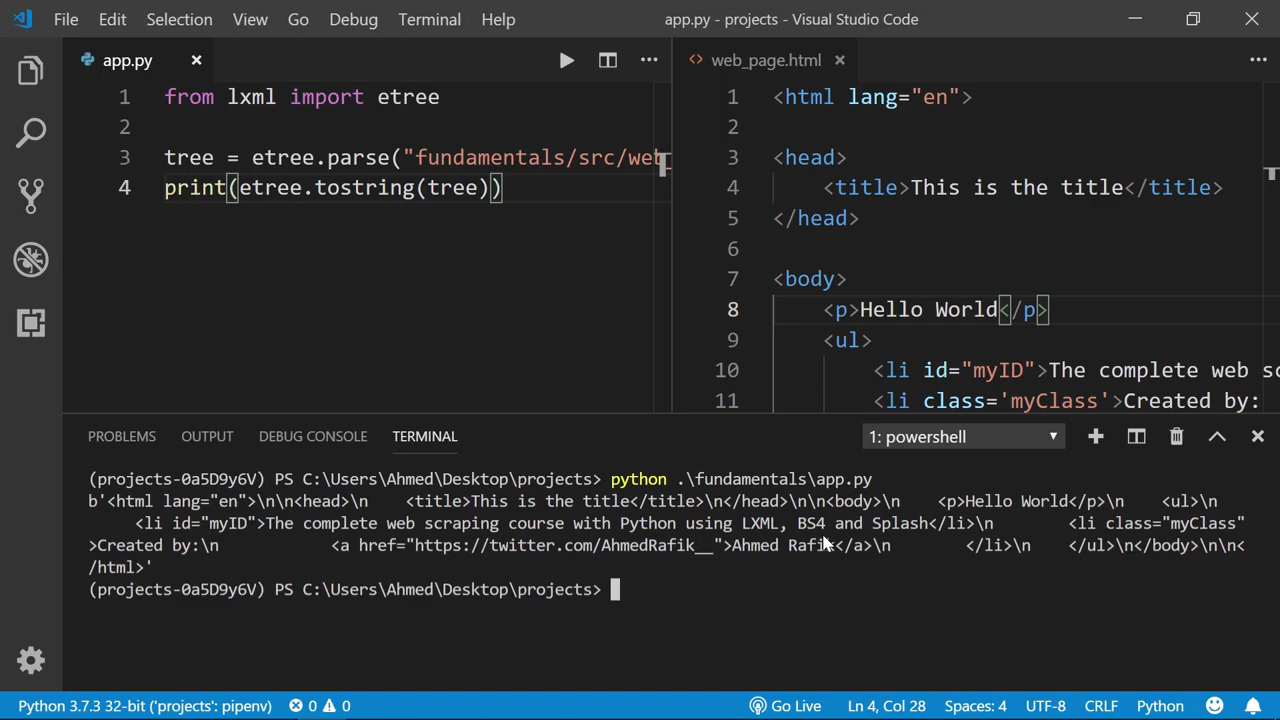 File Edit Selection View Go Debug Terminal Help app.py - projects - Visual Studio Code
app.py
1 from lxml import etree
2
3 tree = etree.parse("fundamentals/src/web_
4 print(etree.tostring(tree))
web_page.html
1 <html lang="en">
2
3 <head>
4 <title>This is the title</title>
5 </head>
6
7 <body>
8 <p>Hello World</p>
9 <ul>
10 <li id="myID">The complete web sc
11 <li class='myClass'>Created by:
PROBLEMS OUTPUT DEBUG CONSOLE TERMINAL 1: powershell
(projects-0a5D9y6V) PS C:\Users\Ahmed\Desktop\projects> python .\fundamentals\app.py
b'<html lang="en">\n\n<head>\n    <title>This is the title</title>\n</head>\n\n<body>\n    <p>Hello World</p>\n    <ul>\n
<li id="myID">The complete web scraping course with Python using LXML, BS4 and Splash</li>\n        <li class="myClass"
>Created by:\n            <a href="https://twitter.com/AhmedRafik__">Ahmed Rafik</a>\n        </li>\n    </ul>\n</body>\n\n<
/html>'
(projects-0a5D9y6V) PS C:\Users\Ahmed\Desktop\projects>
Python 3.7.3 32-bit ('projects': pipenv) 0 0 Go Live Ln 4, Col 28 Spaces: 4 UTF-8 CRLF Python